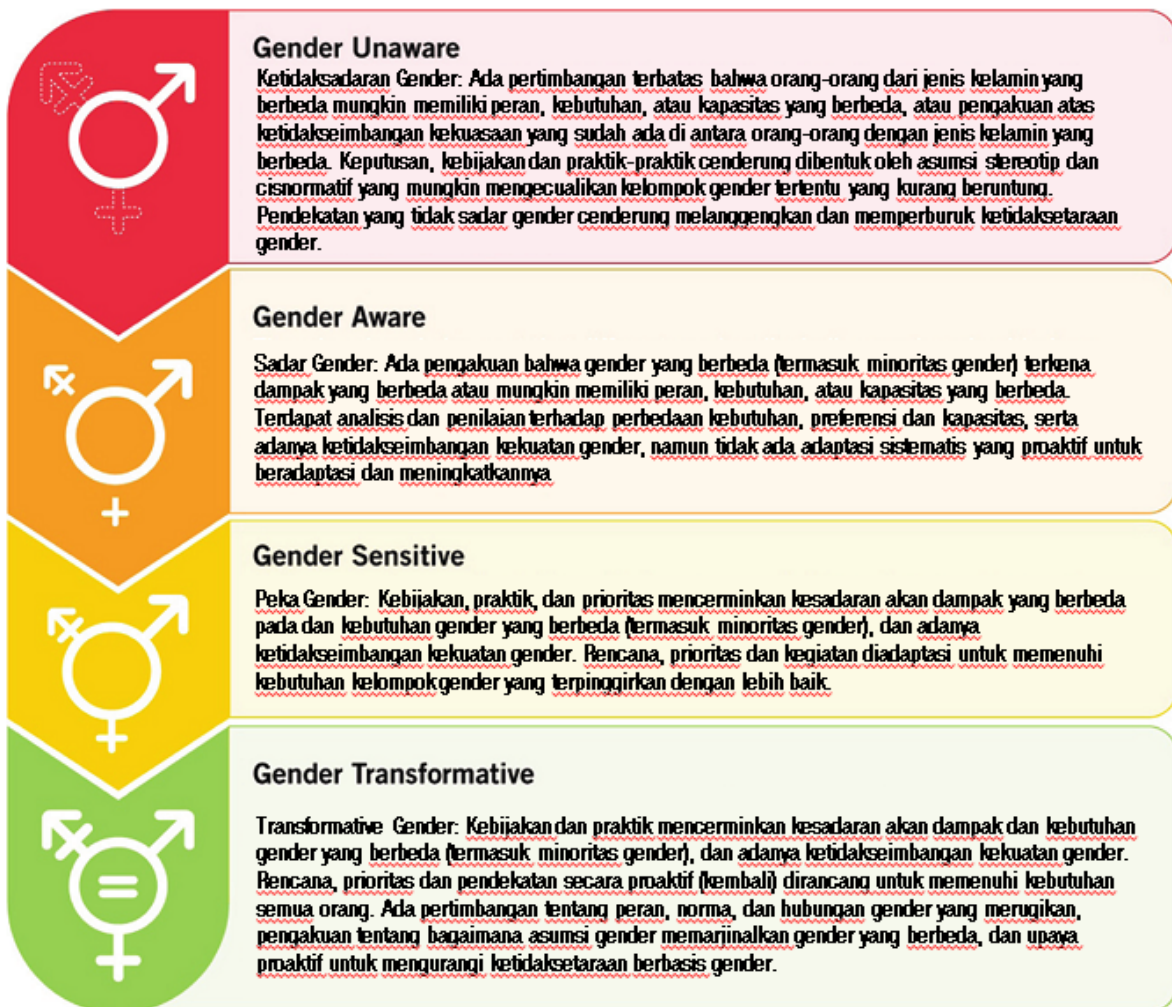 Gender Unaware
Ketidaksadaran Gender: Ada pertimbangan terbatas bahwa orang-orang dari jenis kelamin yang
berbeda mungkin memiliki peran, kebutuhan, atau kapasitas yang berbeda, atau pengakuan atas
ketidakseimbangan kekuasaan yang sudah ada di antara orang-orang dengan jenis kelamin yang
berbeda. Keputusan, kebijakan dan praktik-praktik cenderung dibentuk oleh asumsi stereotip dan
cisnormatif yang mungkin mengecualikan kelompok gender tertentu yang kurang beruntung.
Pendekatan yang tidak sadar gender cenderung melanggengkan dan memperburuk ketidaksetaraan
gender.
Gender Aware
Sadar Gender: Ada pengakuan bahwa gender yang berbeda (termasuk minoritas gender) terkena
dampak yang berbeda atau mungkin memiliki peran, kebutuhan, atau kapasitas yang berbeda.
Terdapat analisis dan penilaian terhadap perbedaan kebutuhan, preferensi dan kapasitas, serta
adanya ketidakseimbangan kekuatan gender, namun tidak ada adaptasi sistematis yang proaktif untuk
beradaptasi dan meningkatkannya
Gender Sensitive
Peka Gender: Kebijakan, praktik, dan prioritas mencerminkan kesadaran akan dampak yang berbeda
pada dan kebutuhan gender yang berbeda (termasuk minoritas gender), dan adanya
ketidakseimbangan kekuatan gender. Rencana, prioritas dan kegiatan diadaptasi untuk memenuhi
kebutuhan kelompok gender yang terpinggirkan dengan lebih baik.
Gender Transformative
Transformative Gender: Kebijakan dan praktik mencerminkan kesadaran akan dampak dan kebutuhan
gender yang berbeda (termasuk minoritas gender), dan adanya ketidakseimbangan kekuatan gender.
Rencana, prioritas dan pendekatan secara proaktif (kembali) dirancang untuk memenuhi kebutuhan
semua orang. Ada pertimbangan tentang peran, norma, dan hubungan gender yang merugikan,
pengakuan tentang bagaimana asumsi gender memarjinalkan gender yang berbeda, dan upaya
proaktif untuk mengurangi ketidaksetaraan berbasis gender.